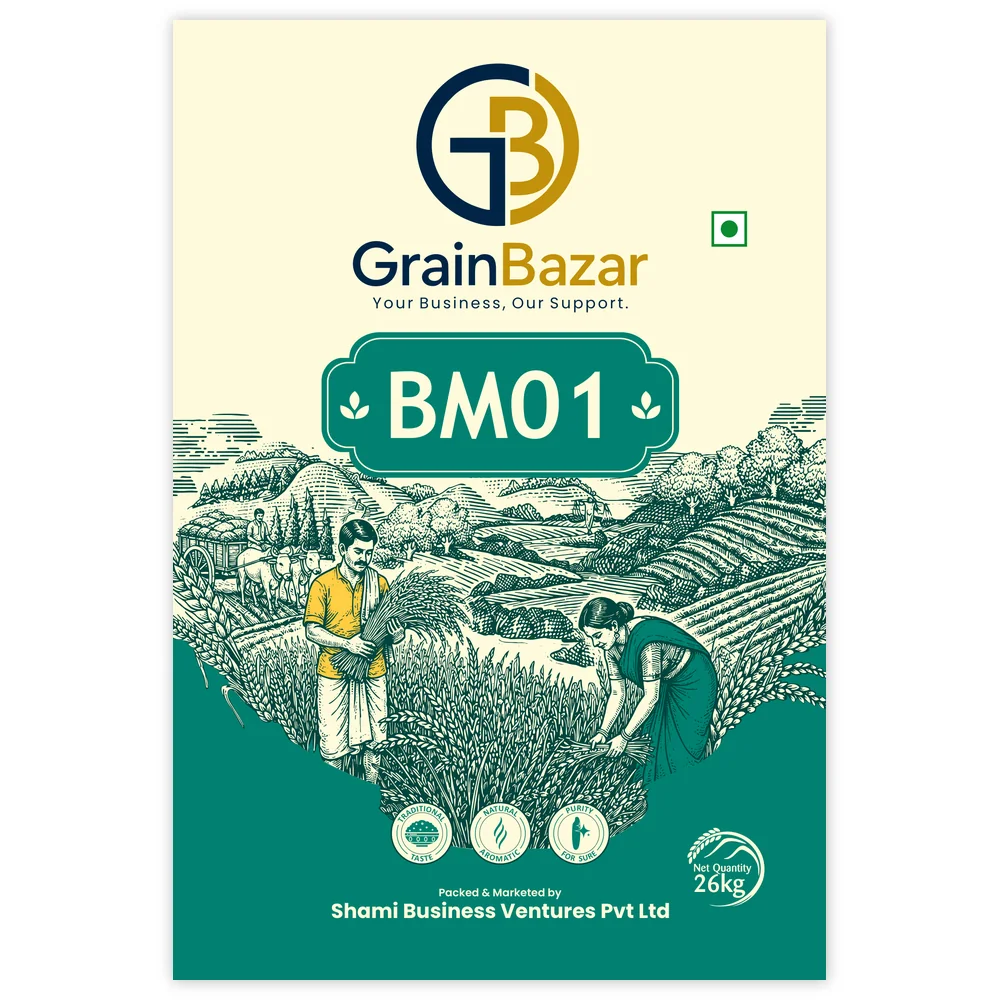 GB
GrainBazar
Your Business, Our Support.
BM01
TRADITIONAL
TASTE
NATURAL
AROMATIC
PURITY
FOR SURE
Net Quantity
26kg
Packed & Marketed by
Shami Business Ventures Pvt Ltd